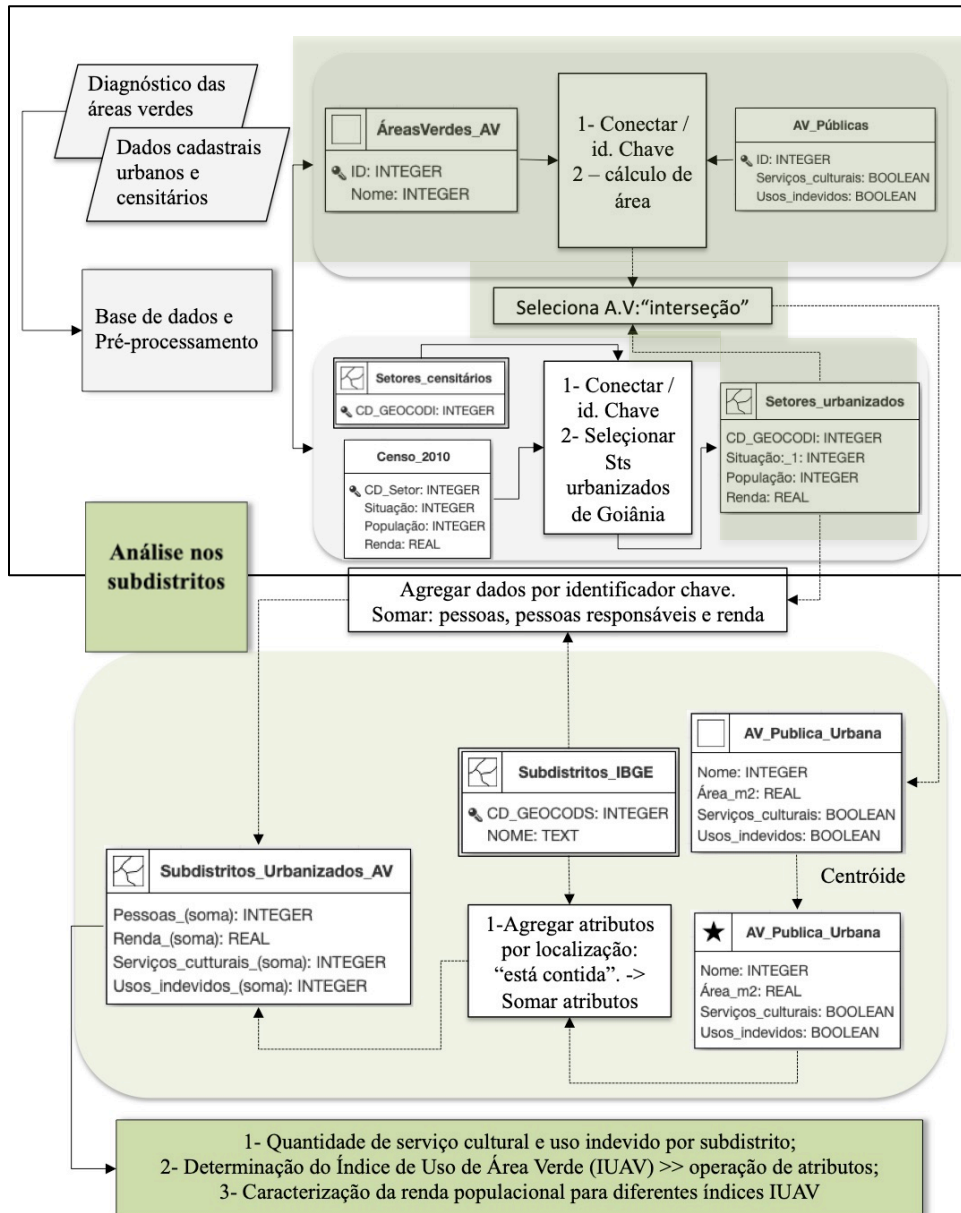 Diagnóstico das
áreas verdes
Dados cadastrais
urbanos e
censitários
Base de dados e
Pré-processamento
ÁreasVerdes_AV
ID: INTEGER
Nome: INTEGER
1- Conectar /
id. Chave
2 – cálculo de
área
AV_Públicas
ID: INTEGER
Serviços_culturais: BOOLEAN
Usos_indevidos: BOOLEAN
Seleciona A.V:“interseção”
Setores_censitários
CD_GEOCODI: INTEGER
Censo_2010
CD_Setor: INTEGER
Situação: INTEGER
População: INTEGER
Renda: REAL
1- Conectar /
id. Chave
2- Seleçionar
Sts
urbanizados
de Goiânia
Setores_urbanizados
CD_GEOCODI: INTEGER
Situação:_1: INTEGER
População: INTEGER
Renda: REAL
Análise nos
subdistritos
Agregar dados por identificador chave.
Somar: pessoas, pessoas responsáveis e renda
Subdistritos_IBGE
CD_GEOCODS: INTEGER
NOME: TEXT
AV_Publica_Urbana
Nome: INTEGER
Área_m2: REAL
Serviços_culturais: BOOLEAN
Usos_indevidos: BOOLEAN
Centróide
Subdistritos_Urbanizados_AV
Pessoas_(soma): INTEGER
Renda_(soma): REAL
Serviços_cutturais_(soma): INTEGER
Usos_indevidos_(soma): INTEGER
1-Agregar atributos
por localização:
“está contida”. ->
Somar atributos
AV_Publica_Urbana
Nome: INTEGER
Área_m2: REAL
Serviços_culturais: BOOLEAN
Usos_indevidos: BOOLEAN
1- Quantidade de serviço cultural e uso indevido por subdistrito;
2- Determinação do Índice de Uso de Área Verde (IUAV) >> operação de atributos;
3- Caracterização da renda populacional para diferentes índices IUAV